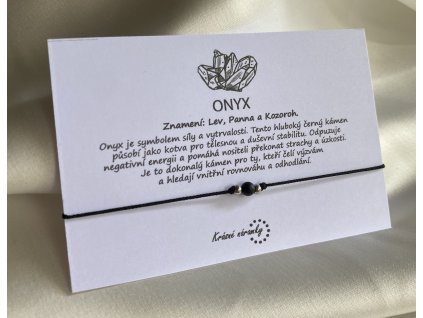 ONYX
Znamení: Lev, Panna a Kozoroh.
Onyx je symbolem síly a vytrvalosti. Tento hluboký černý kámen
působí jako kotva pro tělesnou a duševní stabilitu. Odpuzuje
negativní energii a pomáhá nositeli překonat strachy a úzkosti.
Je to dokonalý kámen pro ty, kteří čelí výzvám
a hledají vnitřní rovnováhu a odhodlání.
Krásné náramky